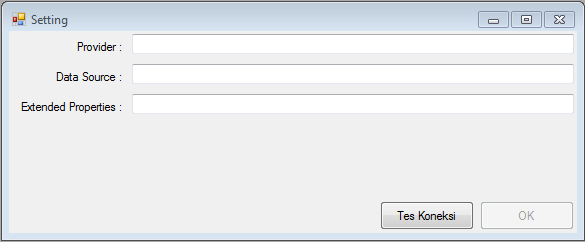 Setting
Provider :
Data Source :
Extended Properties :
Tes Koneksi
OK